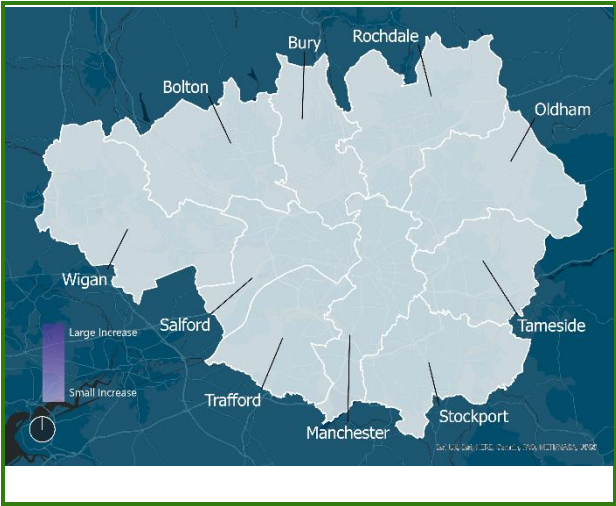 Bury
Rochdale
Bolton
Oldham
Wigan
Salford
Tameside
Large Increase
Small Increase
Trafford
Stockport
Manchester